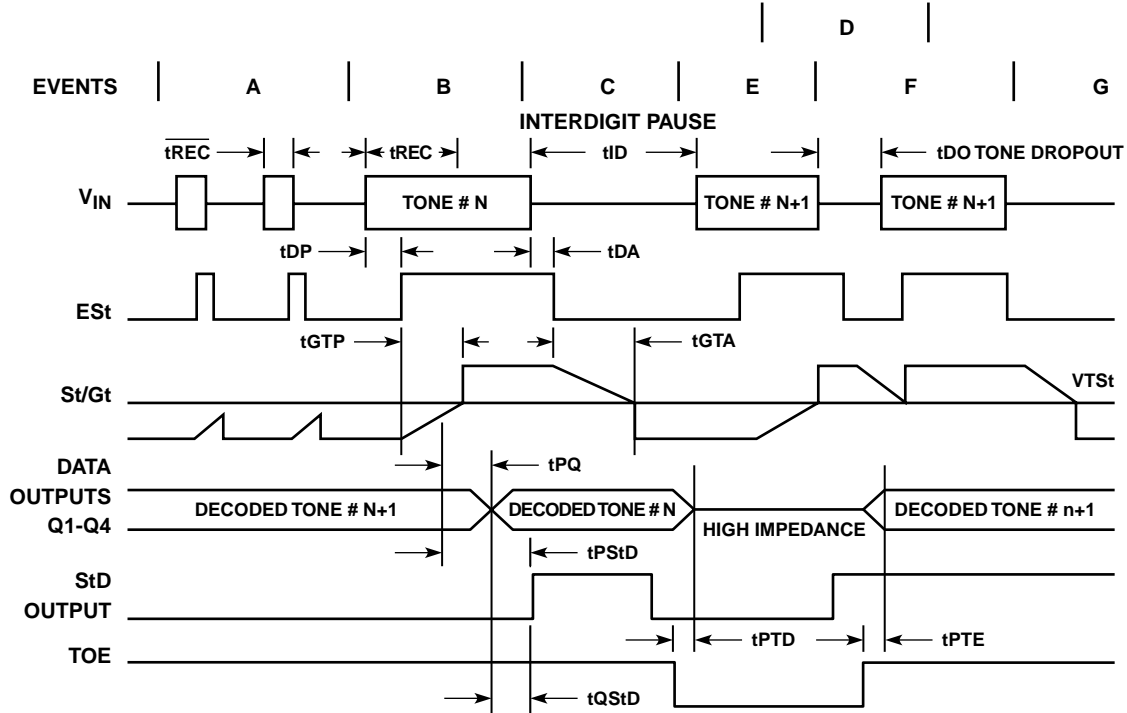 D
EVENTS A B C E F G
INTERDIGIT PAUSE
tREC tREC tID tDO TONE DROPOUT
VIN TONE # N TONE # N+1 TONE # N+1
tDP tDA
ESt
tGTP tGTA
St/Gt VTSt
DATA
OUTPUTS
Q1-Q4
tPQ
DECODED TONE # N+1 DECODED TONE # N HIGH IMPEDANCE DECODED TONE # n+1
tPStD
StD
OUTPUT
tPTD tPTE
TOE
tQStD